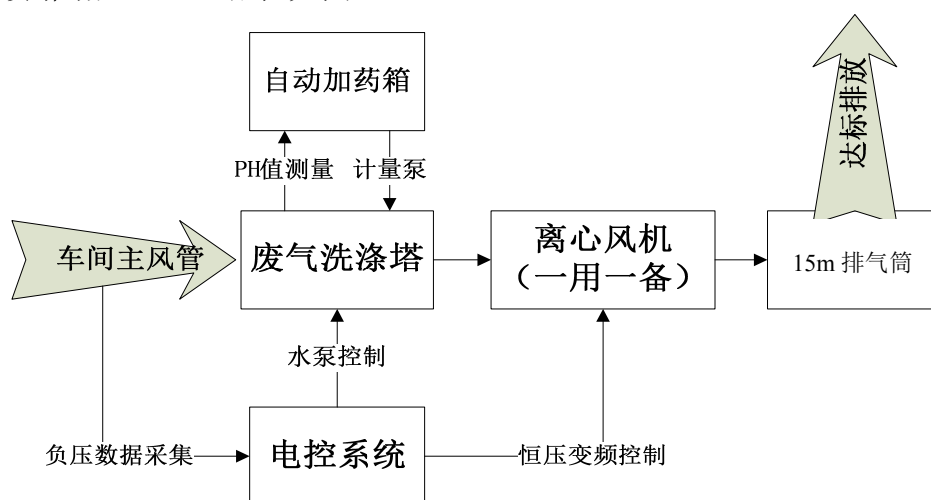 自动加药箱
达标排放
PH值测量
计量泵
车间主风管
废气洗涤塔
离心风机
（一用一备）
15m 排气筒
水泵控制
负压数据采集
电控系统
恒压变频控制